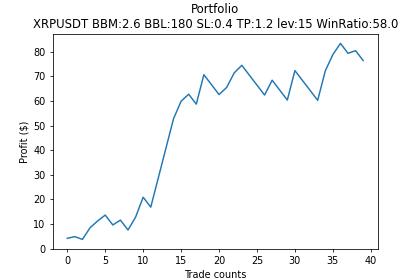 Portfolio
XRPUSDT BBM:2.6 BBL:180 SL:0.4 TP:1.2 lev:15 WinRatio:58.0
80
70
60
50
40
30
20
10
0
Profit ($)
0 5 10 15 20 25 30 35 40
Trade counts